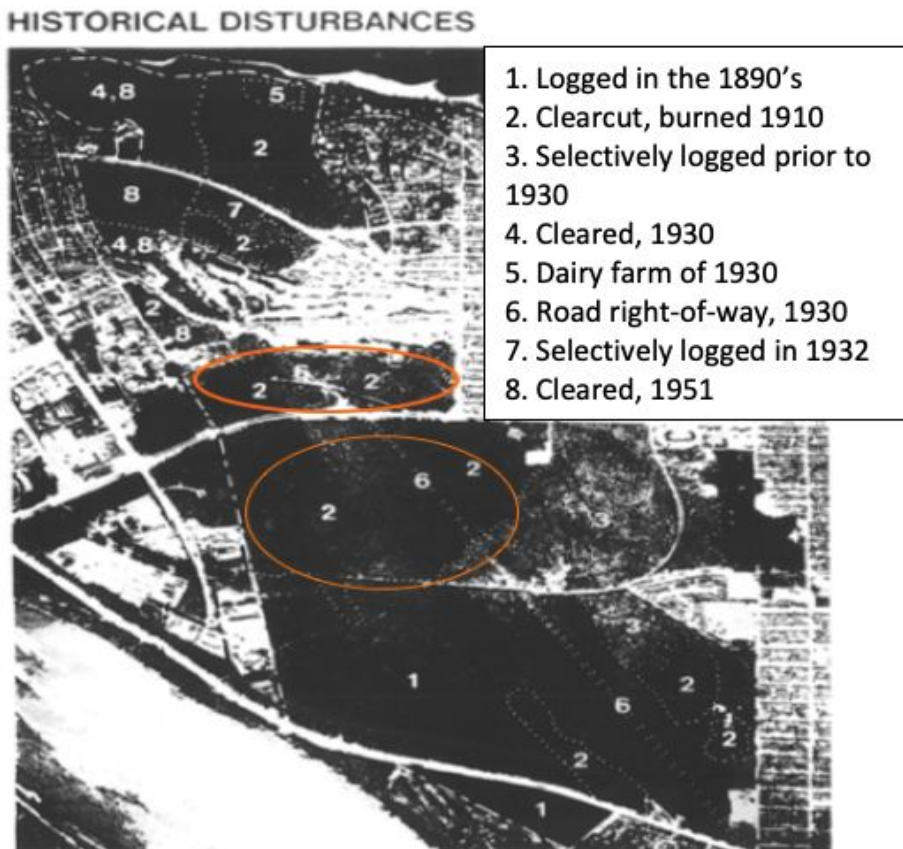 HISTORICAL DISTURBANCES
1. Logged in the 1890's
2. Clearcut, burned 1910
3. Selectively logged prior to
1930
4. Cleared, 1930
5. Dairy farm of 1930
6. Road right-of-way, 1930
7. Selectively logged in 1932
8. Cleared, 1951
4,8
5
2
8
7
4,8
2
2
8
6
2
2
2
6
2
3
3
1
2
6
2
2
1